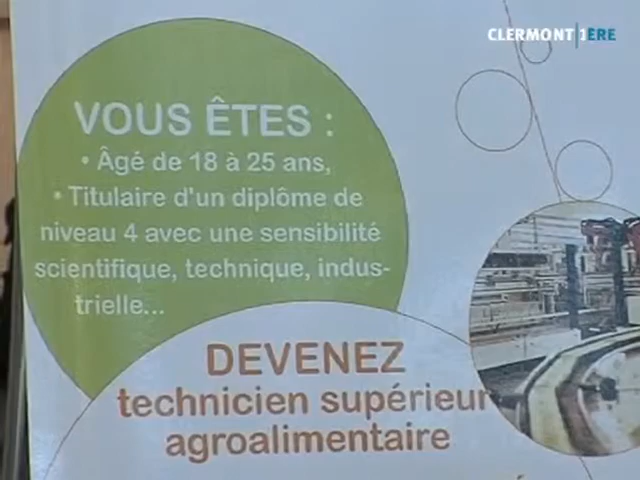 CLERMONT 1ÈRE
VOUS ÊTES :
• Âgé de 18 à 25 ans,
• Titulaire d'un diplôme de
niveau 4 avec une sensibilité
scientifique, technique, indus-
trielle...
DEVENEZ
technicien supérieur
agroalimentaire